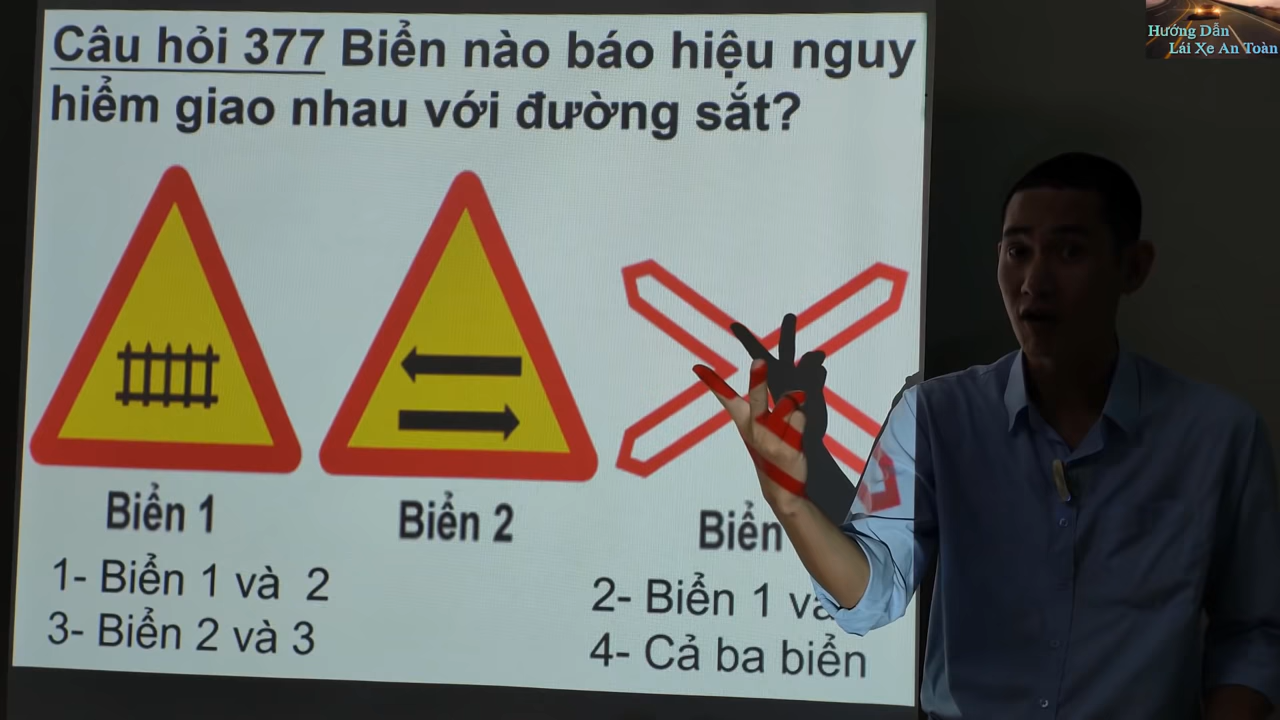 Hướng Dẫn
Lái Xe An Toàn
Câu hỏi 377 Biển nào báo hiệu nguy
hiểm giao nhau với đường sắt?
Biển 1
Biển 2
Biển
1- Biển 1 và 2
2- Biển 1
3- Biển 2 và 3
4- Cả ba biển